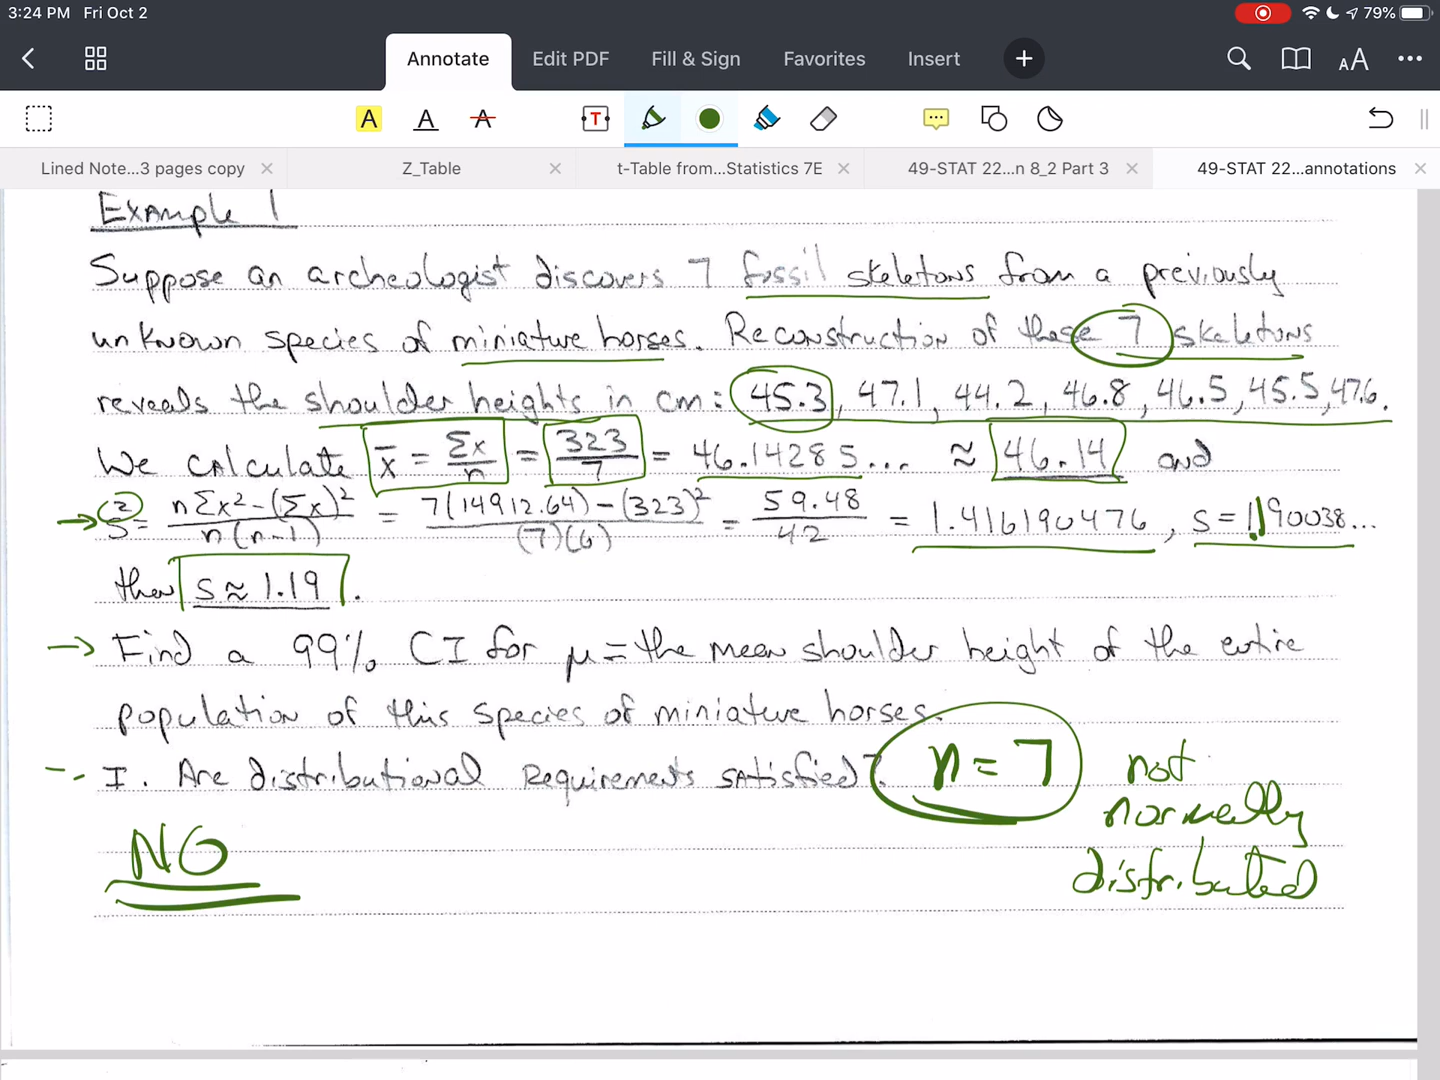 3:24 PM Fri Oct 2
79%
Annotate Edit PDF Fill & Sign Favorites Insert
A A A T
Lined Note...3 pages copy Z_Table t-Table from...Statistics 7E 49-STAT 22...n 8_2 Part 3 49-STAT 22...annotations
Example 1
Suppose an archeologist discovers 7 fossil skeletons from a previously
unknown species of miniature horses. Reconstruction of these 7 skeletons
reveals the shoulder heights in cm: 45.3, 47.1, 44.2, 46.8, 46.5, 45.5, 47.6.
We calculate x̄ = Σx/n = 323/7 = 46.14285... ≈ 46.14 and
→ s² = (nΣx² - (Σx)²)/(n(n-1)) = (7(14912.64) - (323)²)/((7)(6)) = 59.48/42 = 1.416190476, s = 1.190038...
then s ≈ 1.19.
→ Find a 99% CI for μ = the mean shoulder height of the entire
population of this species of miniature horses.
I. Are distributional Requirements satisfied? n = 7 not
normally
distributed
NO